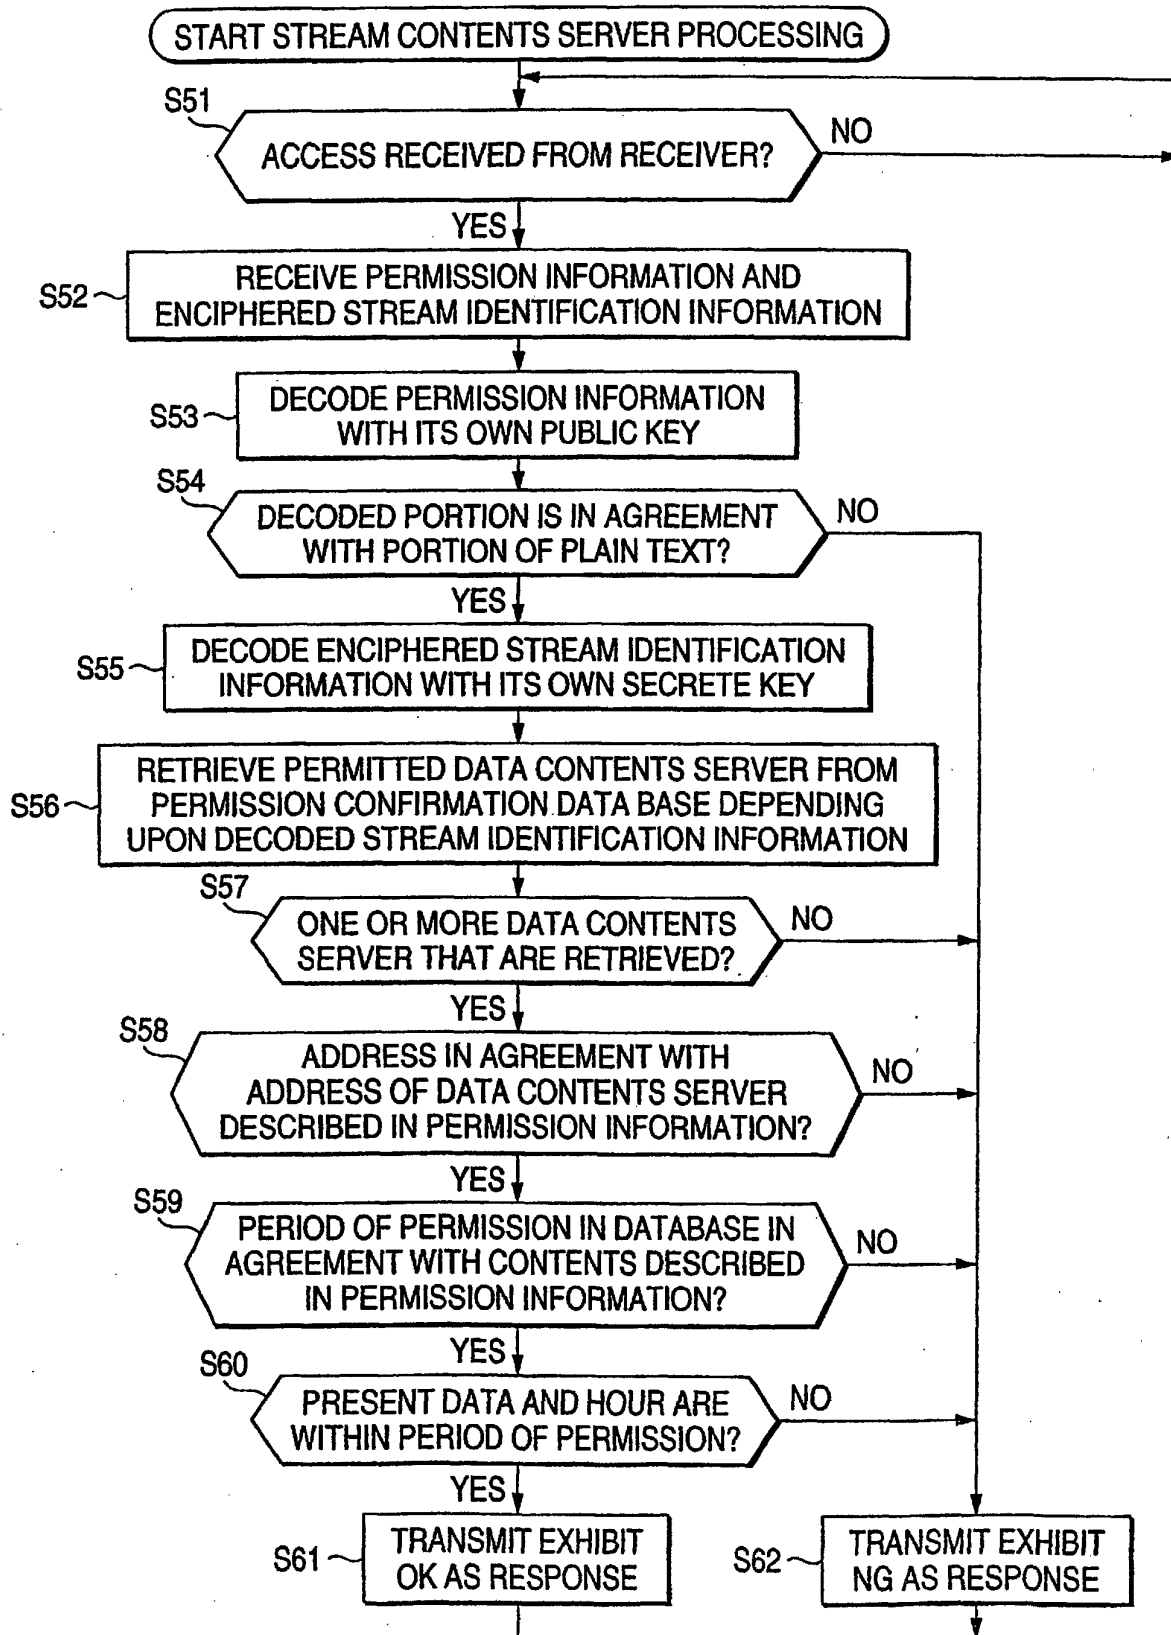 START STREAM CONTENTS SERVER PROCESSING
S51
ACCESS RECEIVED FROM RECEIVER?
NO
YES
S52
RECEIVE PERMISSION INFORMATION AND
ENCIPHERED STREAM IDENTIFICATION INFORMATION
S53
DECODE PERMISSION INFORMATION
WITH ITS OWN PUBLIC KEY
S54
DECODED PORTION IS IN AGREEMENT
WITH PORTION OF PLAIN TEXT?
NO
YES
S55
DECODE ENCIPHERED STREAM IDENTIFICATION
INFORMATION WITH ITS OWN SECRETE KEY
S56
RETRIEVE PERMITTED DATA CONTENTS SERVER FROM
PERMISSION CONFIRMATION DATA BASE DEPENDING
UPON DECODED STREAM IDENTIFICATION INFORMATION
S57
ONE OR MORE DATA CONTENTS
SERVER THAT ARE RETRIEVED?
NO
YES
S58
ADDRESS IN AGREEMENT WITH
ADDRESS OF DATA CONTENTS SERVER
DESCRIBED IN PERMISSION INFORMATION?
NO
YES
S59
PERIOD OF PERMISSION IN DATABASE IN
AGREEMENT WITH CONTENTS DESCRIBED
IN PERMISSION INFORMATION?
NO
YES
S60
PRESENT DATA AND HOUR ARE
WITHIN PERIOD OF PERMISSION?
NO
YES
S61
TRANSMIT EXHIBIT
OK AS RESPONSE
S62
TRANSMIT EXHIBIT
NG AS RESPONSE